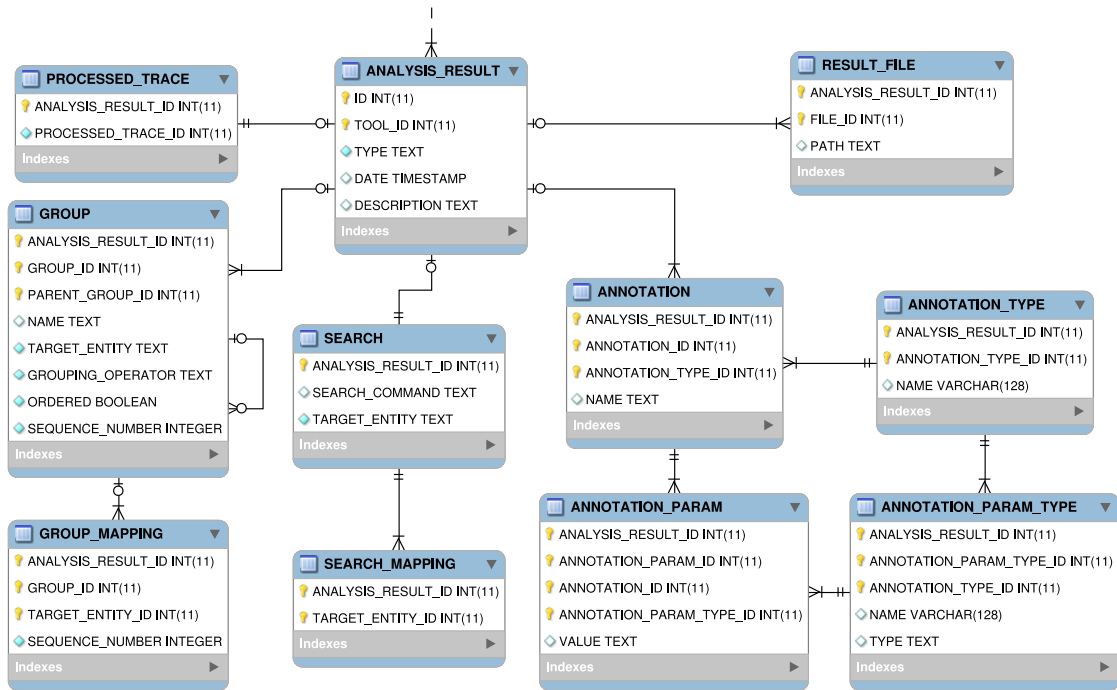 PROCESSED_TRACE
ANALYSIS_RESULT_ID INT(11)
PROCESSED_TRACE_ID INT(11)
Indexes
ANALYSIS_RESULT
ID INT(11)
TOOL_ID INT(11)
TYPE TEXT
DATE TIMESTAMP
DESCRIPTION TEXT
Indexes
RESULT_FILE
ANALYSIS_RESULT_ID INT(11)
FILE_ID INT(11)
PATH TEXT
Indexes
GROUP
ANALYSIS_RESULT_ID INT(11)
GROUP_ID INT(11)
PARENT_GROUP_ID INT(11)
NAME TEXT
TARGET_ENTITY TEXT
GROUPING_OPERATOR TEXT
ORDERED BOOLEAN
SEQUENCE_NUMBER INTEGER
Indexes
SEARCH
ANALYSIS_RESULT_ID INT(11)
SEARCH_COMMAND TEXT
TARGET_ENTITY TEXT
Indexes
ANNOTATION
ANALYSIS_RESULT_ID INT(11)
ANNOTATION_ID INT(11)
ANNOTATION_TYPE_ID INT(11)
NAME TEXT
Indexes
ANNOTATION_TYPE
ANALYSIS_RESULT_ID INT(11)
ANNOTATION_TYPE_ID INT(11)
NAME VARCHAR(128)
Indexes
GROUP_MAPPING
ANALYSIS_RESULT_ID INT(11)
GROUP_ID INT(11)
TARGET_ENTITY_ID INT(11)
SEQUENCE_NUMBER INTEGER
Indexes
SEARCH_MAPPING
ANALYSIS_RESULT_ID INT(11)
TARGET_ENTITY_ID INT(11)
Indexes
ANNOTATION_PARAM
ANALYSIS_RESULT_ID INT(11)
ANNOTATION_PARAM_ID INT(11)
ANNOTATION_ID INT(11)
ANNOTATION_PARAM_TYPE_ID INT(11)
VALUE TEXT
Indexes
ANNOTATION_PARAM_TYPE
ANALYSIS_RESULT_ID INT(11)
ANNOTATION_PARAM_TYPE_ID INT(11)
ANNOTATION_TYPE_ID INT(11)
NAME VARCHAR(128)
TYPE TEXT
Indexes